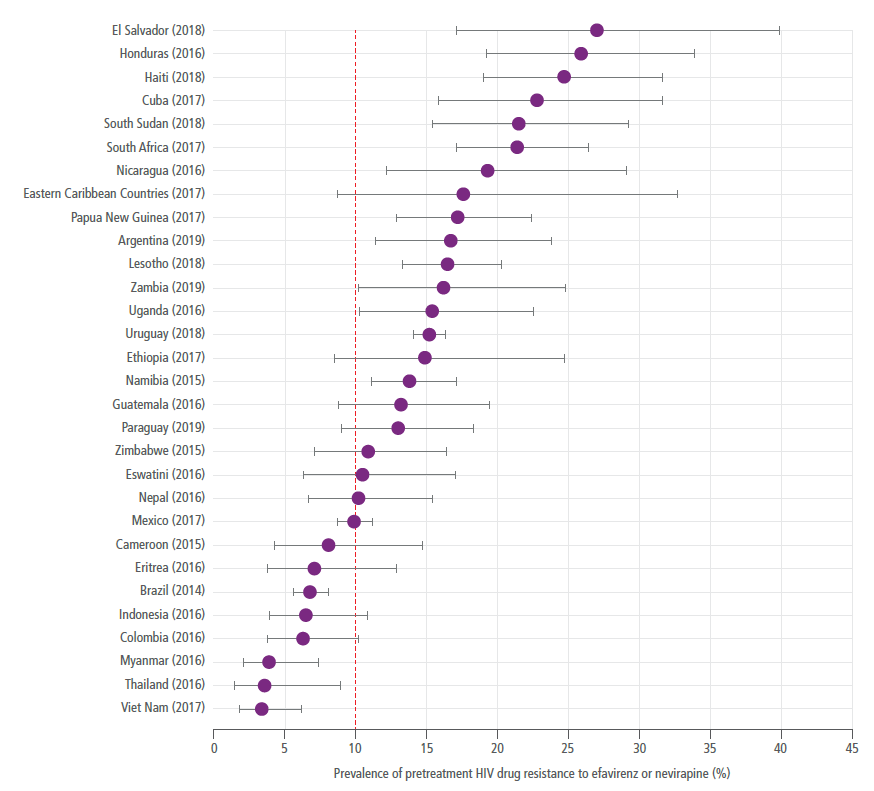 El Salvador (2018)
Honduras (2016)
Haiti (2018)
Cuba (2017)
South Sudan (2018)
South Africa (2017)
Nicaragua (2016)
Eastern Caribbean Countries (2017)
Papua New Guinea (2017)
Argentina (2019)
Lesotho (2018)
Zambia (2019)
Uganda (2016)
Uruguay (2018)
Ethiopia (2017)
Namibia (2015)
Guatemala (2016)
Paraguay (2019)
Zimbabwe (2015)
Eswatini (2016)
Nepal (2016)
Mexico (2017)
Cameroon (2015)
Eritrea (2016)
Brazil (2014)
Indonesia (2016)
Colombia (2016)
Myanmar (2016)
Thailand (2016)
Viet Nam (2017)
0 5 10 15 20 25 30 35 40 45
Prevalence of pretreatment HIV drug resistance to efavirenz or nevirapine (%)